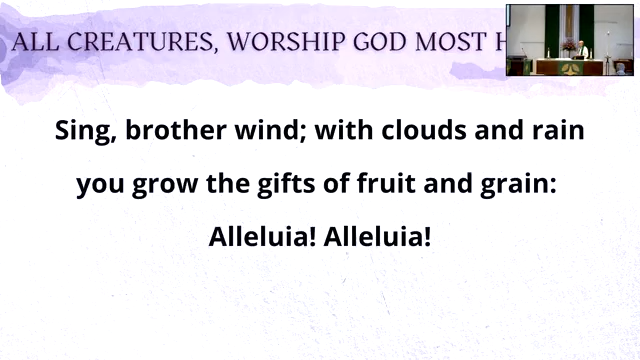 ALL CREATURES, WORSHIP GOD MOST
Sing, brother wind; with clouds and rain
you grow the gifts of fruit and grain:
Alleluia! Alleluia!